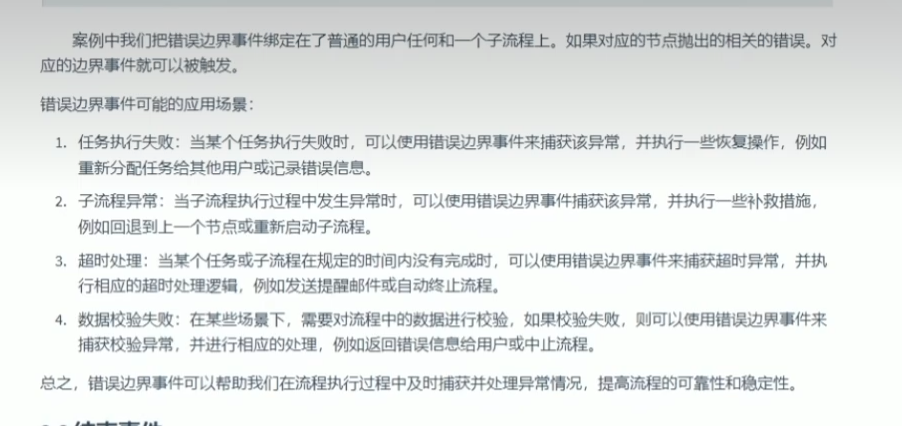 案例中我们把错误边界事件绑定在了普通的用户任何和一个子流程上。如果对应的节点抛出的相关的错误。对
应的边界事件就可以被触发。
错误边界事件可能的应用场景：
1. 任务执行失败：当某个任务执行失败时，可以使用错误边界事件来捕获该异常，并执行一些恢复操作，例如
重新分配任务给其他用户或记录错误信息。
2. 子流程异常：当子流程执行过程中发生异常时，可以使用错误边界事件捕获该异常，并执行一些补救措施，
例如回退到上一个节点或重新启动子流程。
3. 超时处理：当某个任务或子流程在规定的时间内没有完成时，可以使用错误边界事件来捕获超时异常，并执
行相应的超时处理逻辑，例如发送提醒邮件或自动终止流程。
4. 数据校验失败：在某些场景下，需要对流程中的数据进行校验，如果校验失败，则可以使用错误边界事件来
捕获校验异常，并进行相应的处理，例如返回错误信息给用户或中止流程。
总之，错误边界事件可以帮助我们在流程执行过程中及时捕获并处理异常情况，提高流程的可靠性和稳定性。